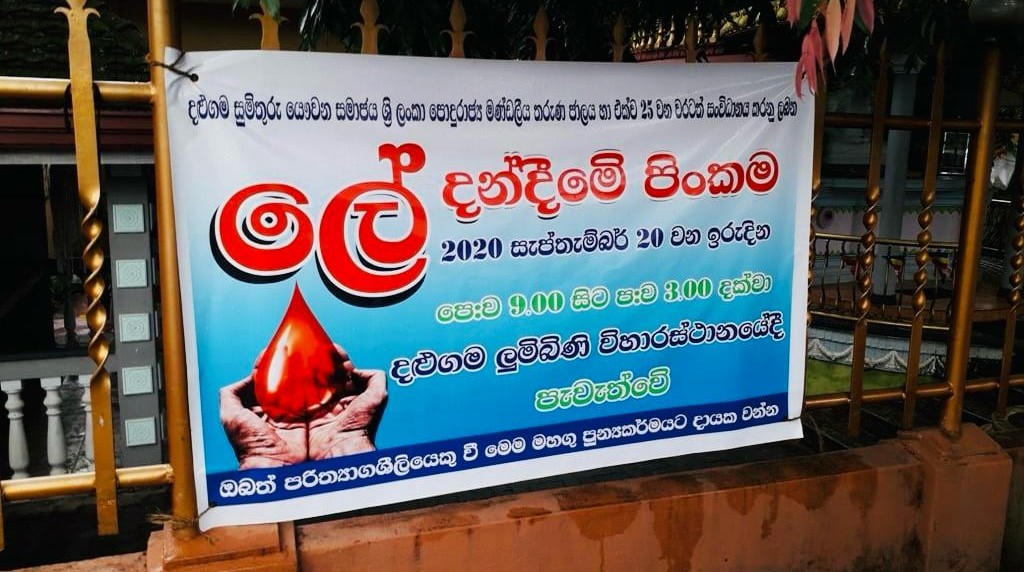 දළුගම සුමිතුරු යෞවන සමාජය ශ්‍රි ලංකා පොදුරාජ්‍ය මණ්ඩලීය තරුණ ජාලය හා එක්ව 25 වන වරටත් සංවිධානය කරනු ලබන
ලේ දන්දීමේ පිංකම
2020 සැප්තැම්බර් 20 වන ඉරුදින
පෙ:ව 9.00 සිට ප:ව 3.00 දක්වා
දළුගම ලුම්බිණි විහාරස්ථානයේදී
පැවැත්වේ
ඔබත් පරිත්‍යාගශීලියෙකු වී මෙම මහගු පුන්‍යකර්මයට දායක වන්න